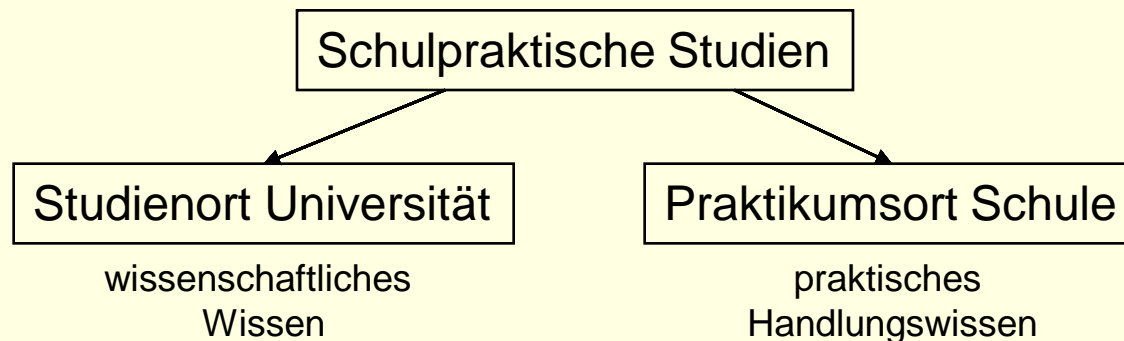 Schulpraktische Studien
Studienort Universität
Praktikumsort Schule
wissenschaftliches
Wissen
praktisches
Handlungswissen